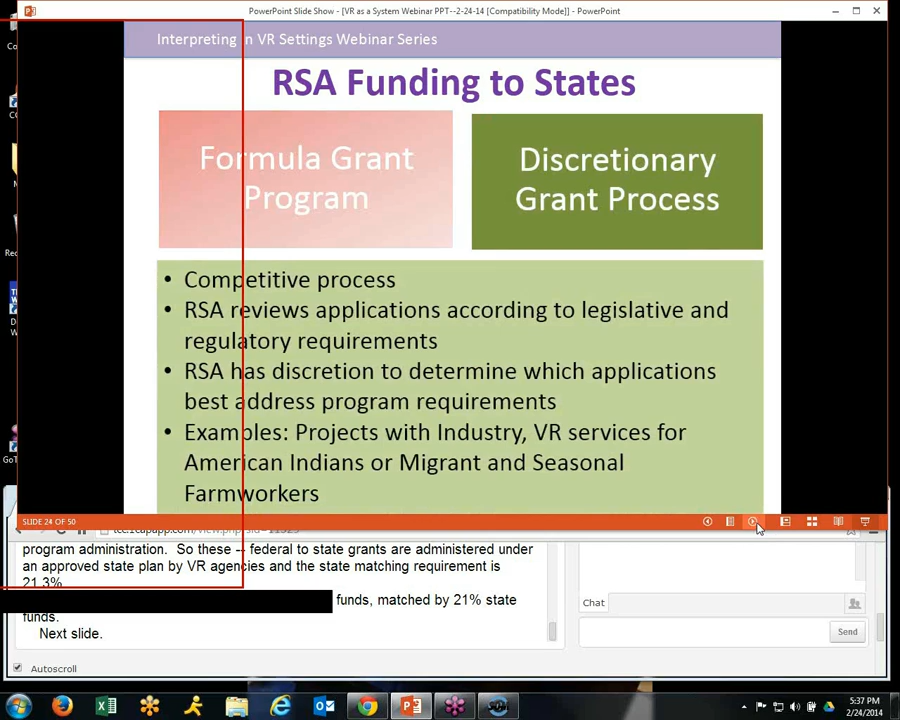 PowerPoint Slide Show - [VR as a System Webinar PPT--2-24-14 [Compatibility Mode]] - PowerPoint
Interpreting in VR Settings Webinar Series
RSA Funding to States
Formula Grant
Program
Discretionary
Grant Process
• Competitive process
• RSA reviews applications according to legislative and
regulatory requirements
• RSA has discretion to determine which applications
best address program requirements
• Examples: Projects with Industry, VR services for
American Indians or Migrant and Seasonal
Farmworkers
SLIDE 24 OF 50
program administration. So these -- federal to state grants are administered under
an approved state plan by VR agencies and the state matching requirement is
21.3%
funds, matched by 21% state
funds.
Next slide.
Chat
Send
Autoscroll
5:37 PM
2/24/2014